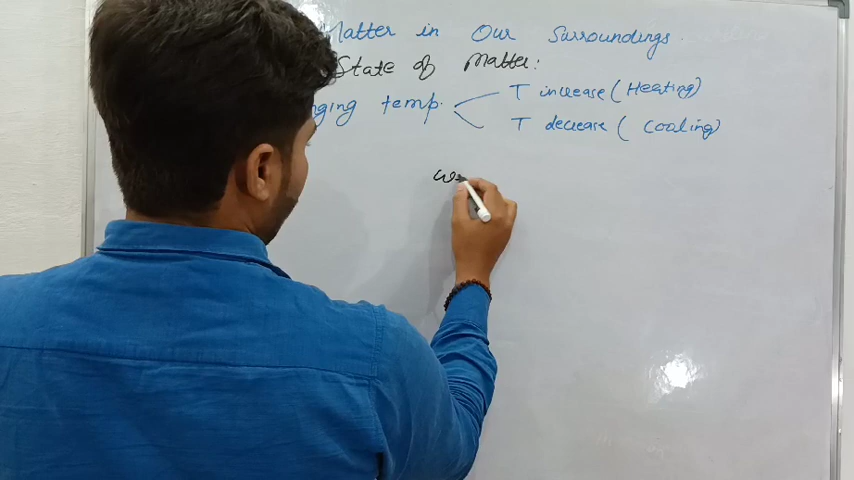 Matter in Our Surroundings
State of Matter:
nging temp. T increase (Heating)
T decrease (Cooling)